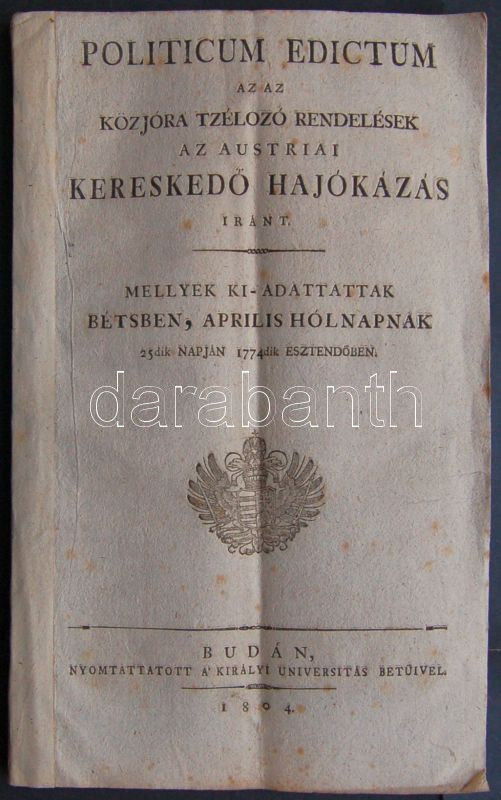 POLITICUM EDICTUM
AZ AZ
KÖZJÓRA TZÉLOZÓ RENDELÉSEK
AZ AUSTRIAI
KERESKEDŐ HAJÓKÁZÁS
IRÁNT.
MELLYEK KI-ADATTATTAK
BÉTSBEN, APRILIS HÓLNAPNAK
25dik NAPJÁN 1774dik ESZTENDŐBEN.
darabanth
BUDÁN,
NYOMTATTATOTT A' KIRÁLYI UNIVERSITÁS BETŰIVEL.
1804.